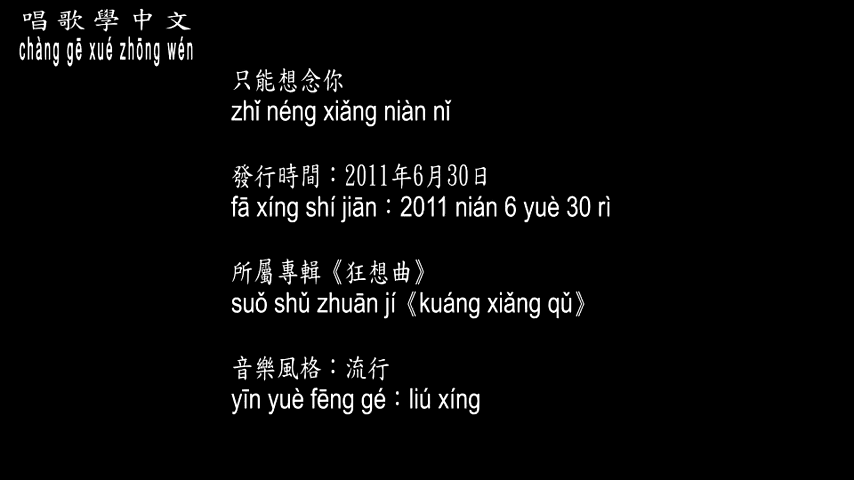 唱歌學中文
chàng gē xué zhōng wén
只能想念你
zhǐ néng xiǎng niàn nǐ
發行時間：2011年6月30日
fā xíng shí jiān：2011 nián 6 yuè 30 rì
所屬專輯《狂想曲》
suǒ shǔ zhuān jí《kuáng xiǎng qǔ》
音樂風格：流行
yīn yuè fēng gé：liú xíng